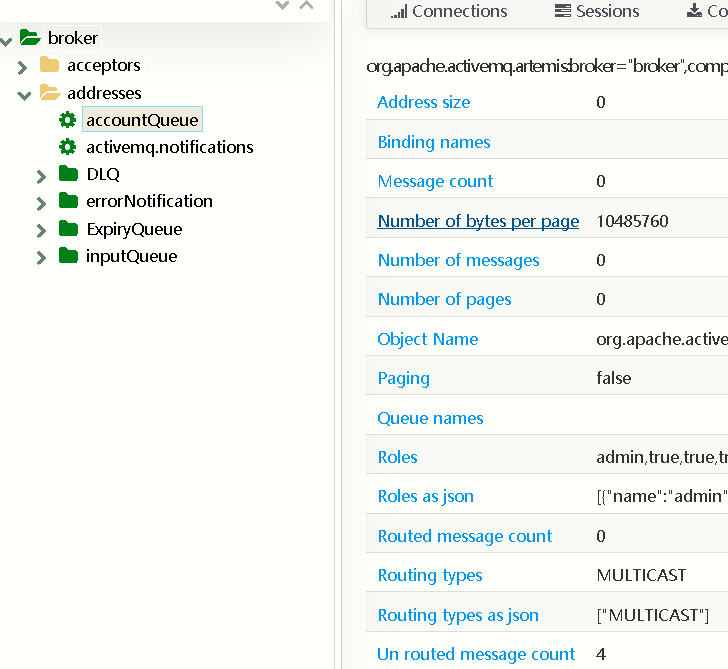 broker
acceptors
addresses
accountQueue
activemq.notifications
DLQ
errorNotification
ExpiryQueue
inputQueue
Connections Sessions Co
org.apache.activemq.artemis:broker="broker",comp
Address size 0
Binding names
Message count 0
Number of bytes per page 10485760
Number of messages 0
Number of pages 0
Object Name org.apache.active
Paging false
Queue names
Roles admin,true,true,tr
Roles as json [{"name":"admin"
Routed message count 0
Routing types MULTICAST
Routing types as json ["MULTICAST"]
Un routed message count 4